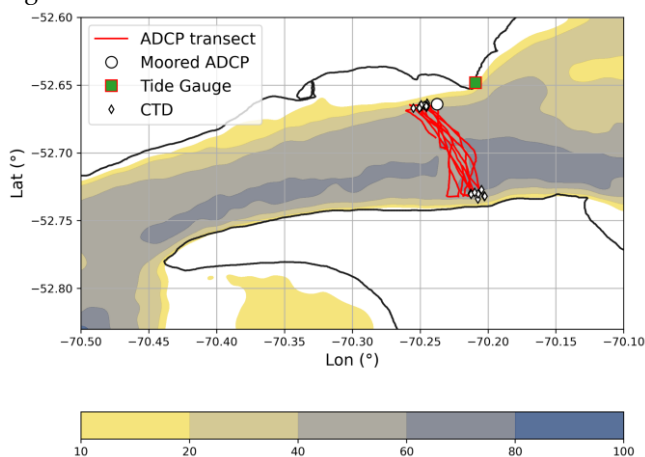 ADCP transect
Moored ADCP
Tide Gauge
CTD
Lat (°)
−52.60
−52.65
−52.70
−52.75
−52.80
−70.50 −70.45 −70.40 −70.35 −70.30 −70.25 −70.20 −70.15 −70.10
Lon (°)
10 20 40 60 80 100